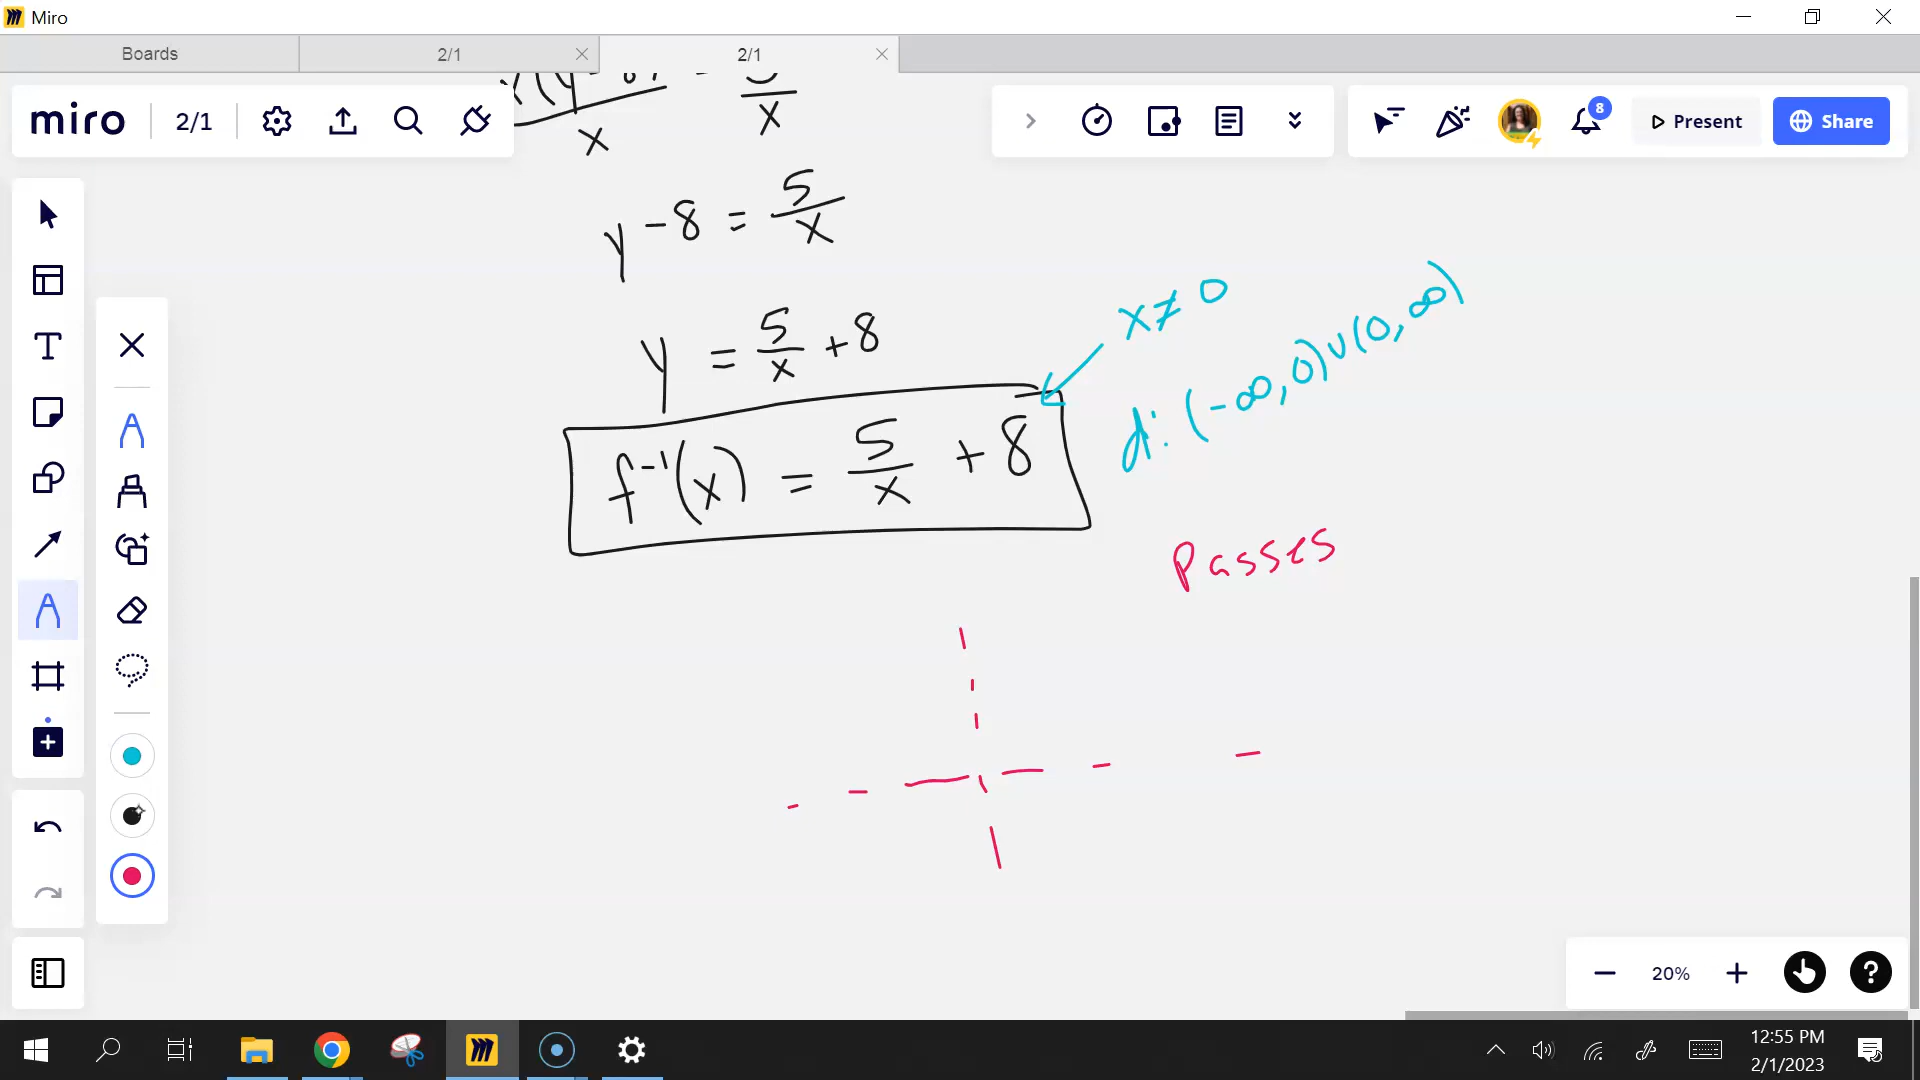 Miro
Boards
2/1
2/1
miro
2/1
8
Present
Share
x
x
y - 8 = 5/x
y = 5/x + 8
x ≠ 0
d: (-∞, 0) ∪ (0, ∞)
f⁻¹(x) = 5/x + 8
Passes
20%
?
12:55 PM
2/1/2023